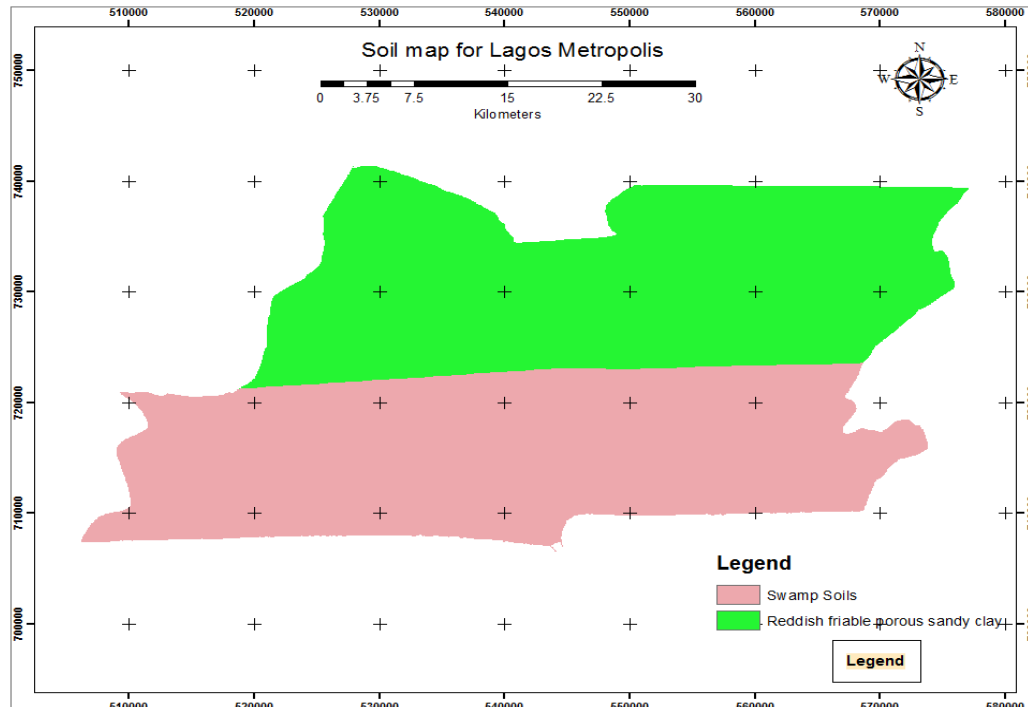 510000 520000 530000 540000 550000 560000 570000 580000
Soil map for Lagos Metropolis
0 3.75 7.5 15 22.5 30
Kilometers
N
W E
S
750000
740000
730000
720000
710000
700000
Legend
Swamp Soils
Reddish friable porous sandy clay
Legend
510000 520000 530000 540000 550000 560000 570000 580000